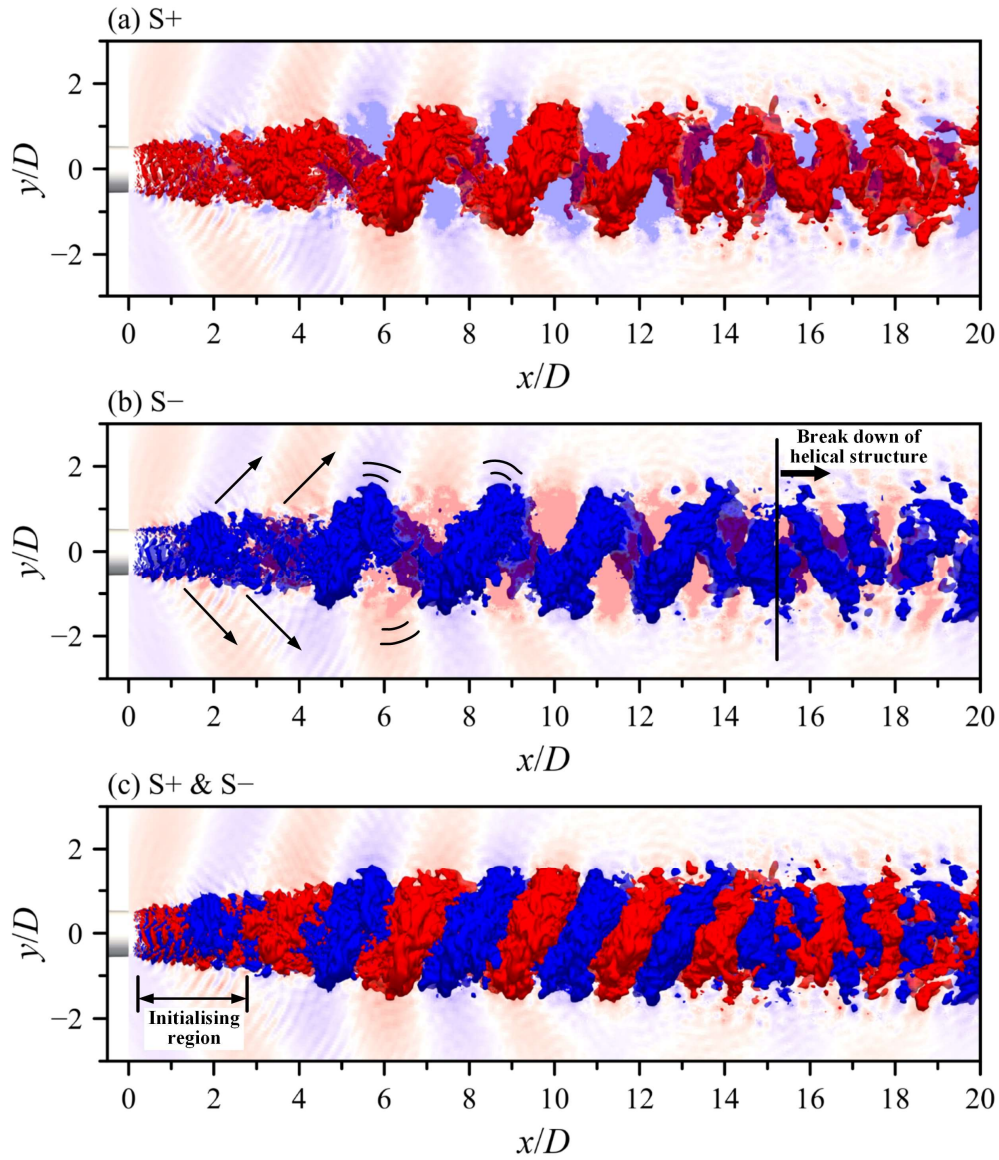 (a) S+
2
0
−2
y/D
0 2 4 6 8 10 12 14 16 18 20
x/D
(b) S−
Break down of
helical structure
2
0
−2
y/D
0 2 4 6 8 10 12 14 16 18 20
x/D
(c) S+ & S−
2
0
−2
y/D
Initialising
region
0 2 4 6 8 10 12 14 16 18 20
x/D